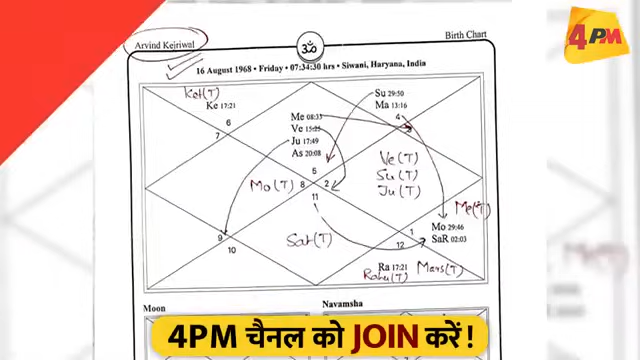 Arvind Kejriwal
ॐ
Birth Chart
4PM
16 August 1968 • Friday • 07:34:30 hrs • Siwani, Haryana, India
Ket(T)
Ke 17:21
Su 29:50
Ma 13:16
Me 08:35
Ve 15:25
Ju 17:49
As 20:08
6
7
4
3
Ve (T)
Su (T)
Ju (T)
5
Mo (T)
8
2
11
Me(T)
Mo 29:46
SaR 02:03
9
10
Sat (T)
1
12
Ra 17:21
Rahu(T)
Mars(T)
Moon
Navamsha
4PM चैनल को JOIN करें!